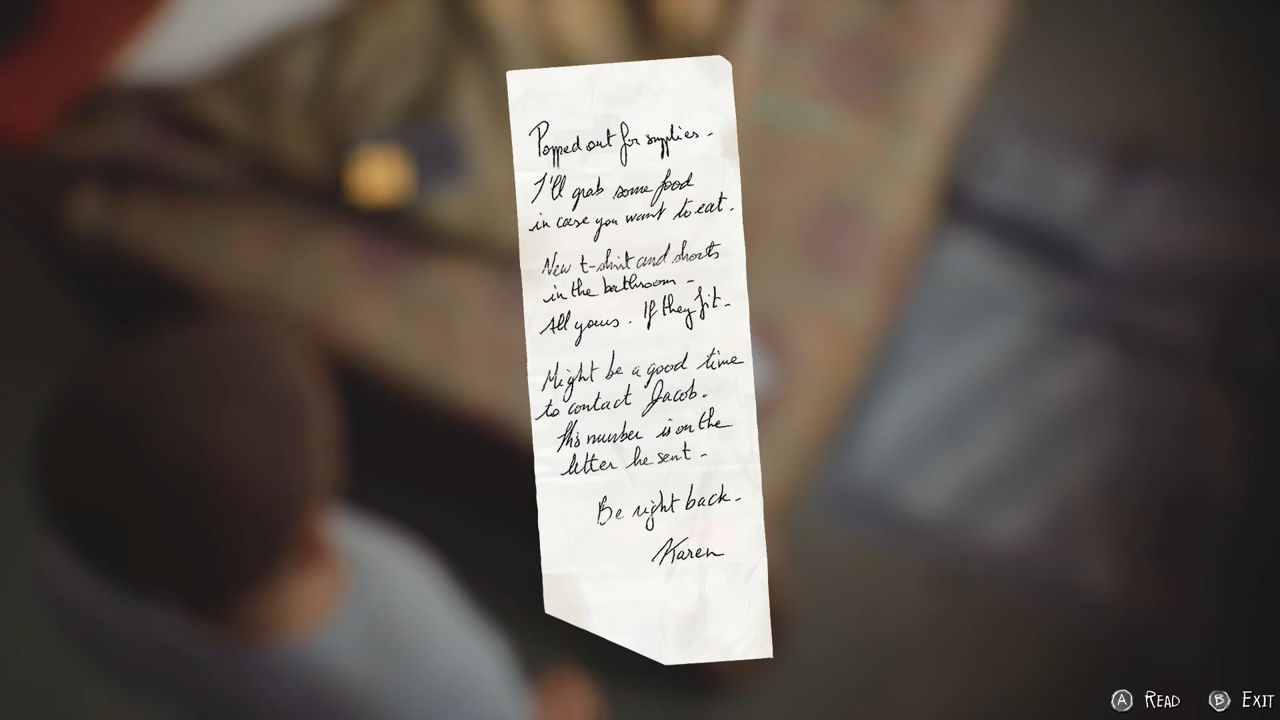 Popped out for supplies -
I'll grab some food
in case you want to eat.
New t-shirt and shorts
in the bathroom -
All yours. If they fit.
Might be a good time
to contact Jacob.
His number is on the
letter he sent -
Be right back.
Karen
A READ B EXIT